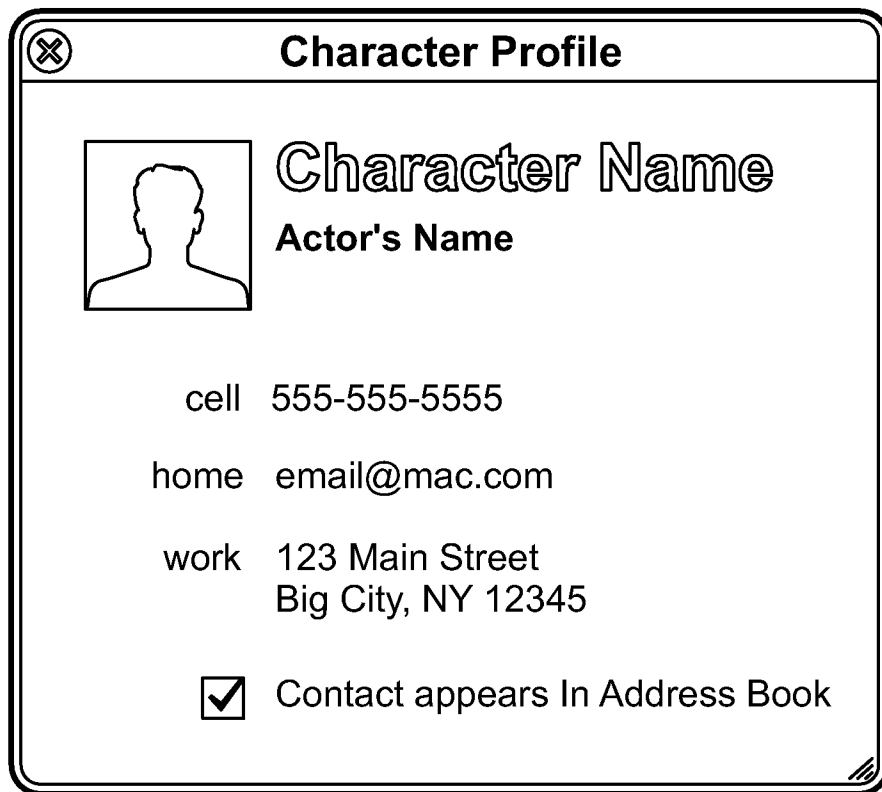 Character Profile
Character Name
Actor's Name
cell 555-555-5555
home email@mac.com
work 123 Main Street
Big City, NY 12345
Contact appears In Address Book